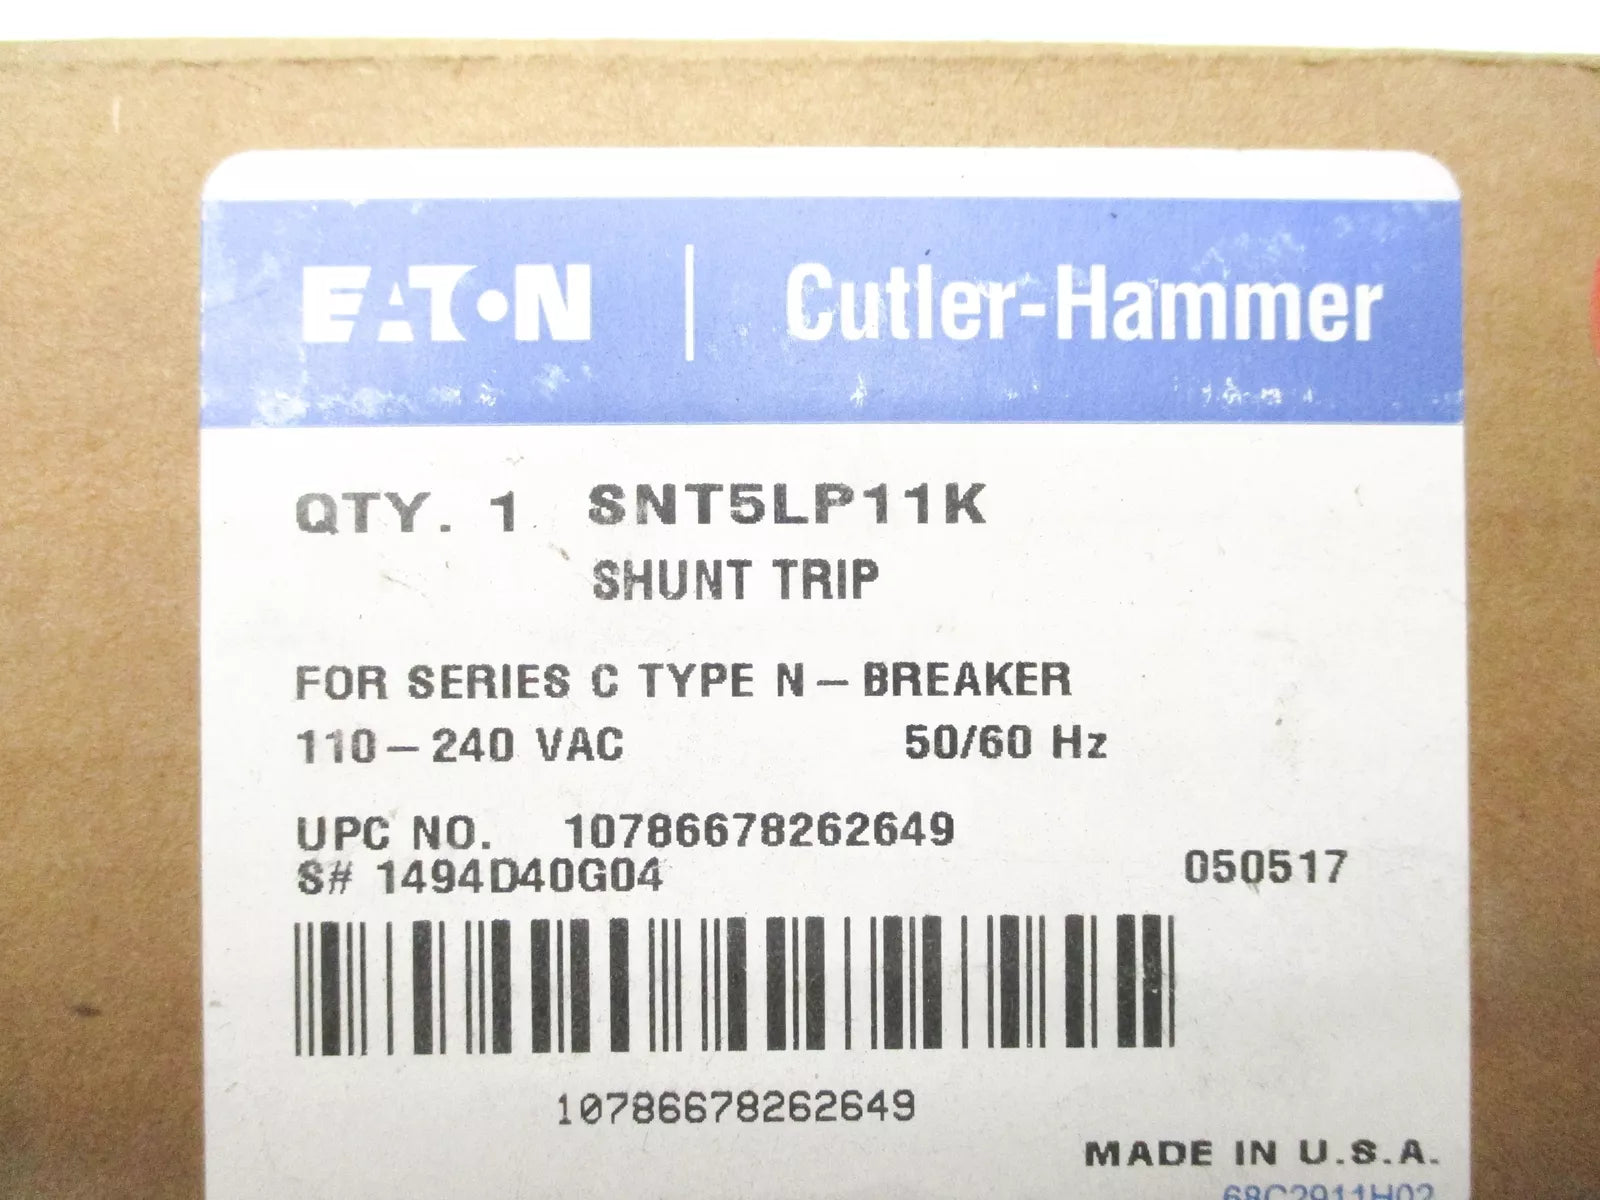 EATON | Cutler-Hammer
QTY. 1 SNT5LP11K
SHUNT TRIP
FOR SERIES C TYPE N-BREAKER
110-240 VAC 50/60 Hz
UPC NO. 10786678262649
S# 1494D40G04 050517
10786678262649
MADE IN U.S.A.
68C2911H02